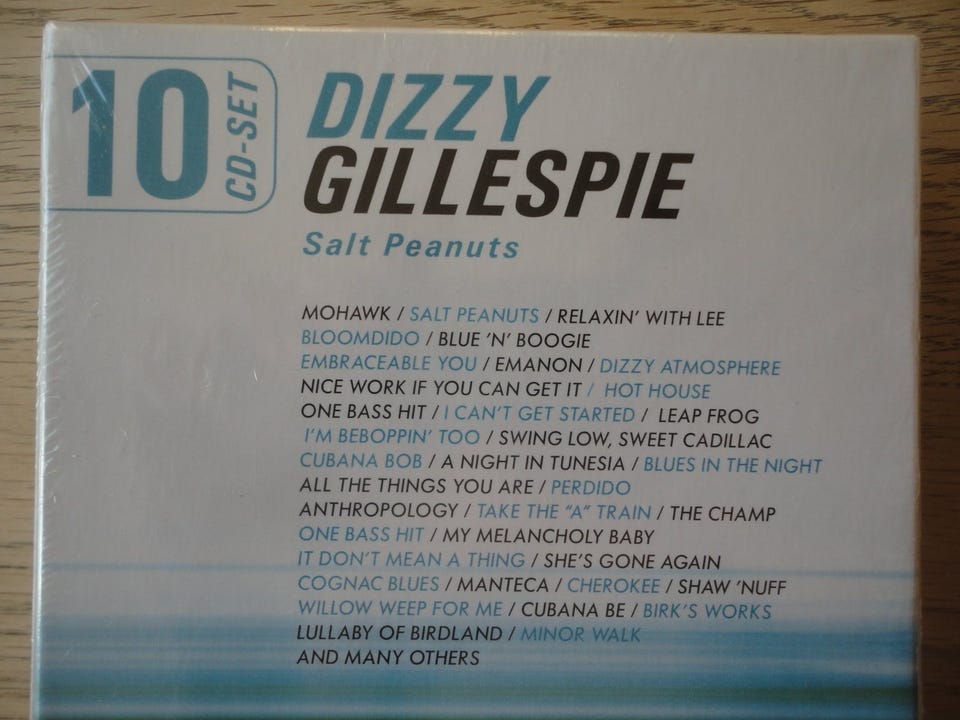 10 CD-SET
DIZZY
GILLESPIE
Salt Peanuts
MOHAWK / SALT PEANUTS / RELAXIN' WITH LEE
BLOOMDIDO / BLUE 'N' BOOGIE
EMBRACEABLE YOU / EMANON / DIZZY ATMOSPHERE
NICE WORK IF YOU CAN GET IT / HOT HOUSE
ONE BASS HIT / I CAN'T GET STARTED / LEAP FROG
I'M BEBOPPIN' TOO / SWING LOW, SWEET CADILLAC
CUBANA BOB / A NIGHT IN TUNESIA / BLUES IN THE NIGHT
ALL THE THINGS YOU ARE / PERDIDO
ANTHROPOLOGY / TAKE THE "A" TRAIN / THE CHAMP
ONE BASS HIT / MY MELANCHOLY BABY
IT DON'T MEAN A THING / SHE'S GONE AGAIN
COGNAC BLUES / MANTECA / CHEROKEE / SHAW 'NUFF
WILLOW WEEP FOR ME / CUBANA BE / BIRK'S WORKS
LULLABY OF BIRDLAND / MINOR WALK
AND MANY OTHERS